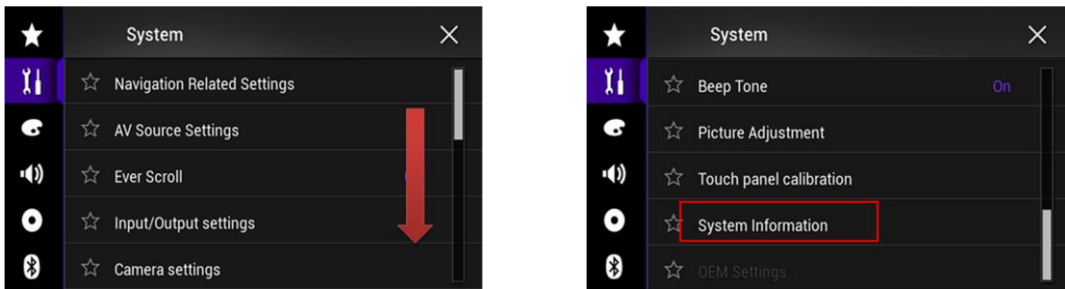 System
Navigation Related Settings
AV Source Settings
Ever Scroll
Input/Output settings
Camera settings
System
Beep Tone On
Picture Adjustment
Touch panel calibration
System Information
OEM Settings